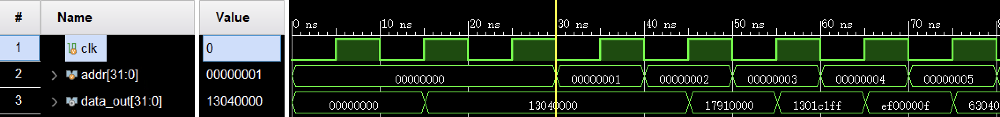 # Name Value 0 ns 10 ns 20 ns 30 ns 40 ns 50 ns 60 ns 70 ns 8
1 clk 0
2 addr[31:0] 00000001 00000000 00000001 00000002 00000003 00000004 00000005
3 data_out[31:0] 13040000 00000000 13040000 17910000 1301c1ff ef00000f 63040